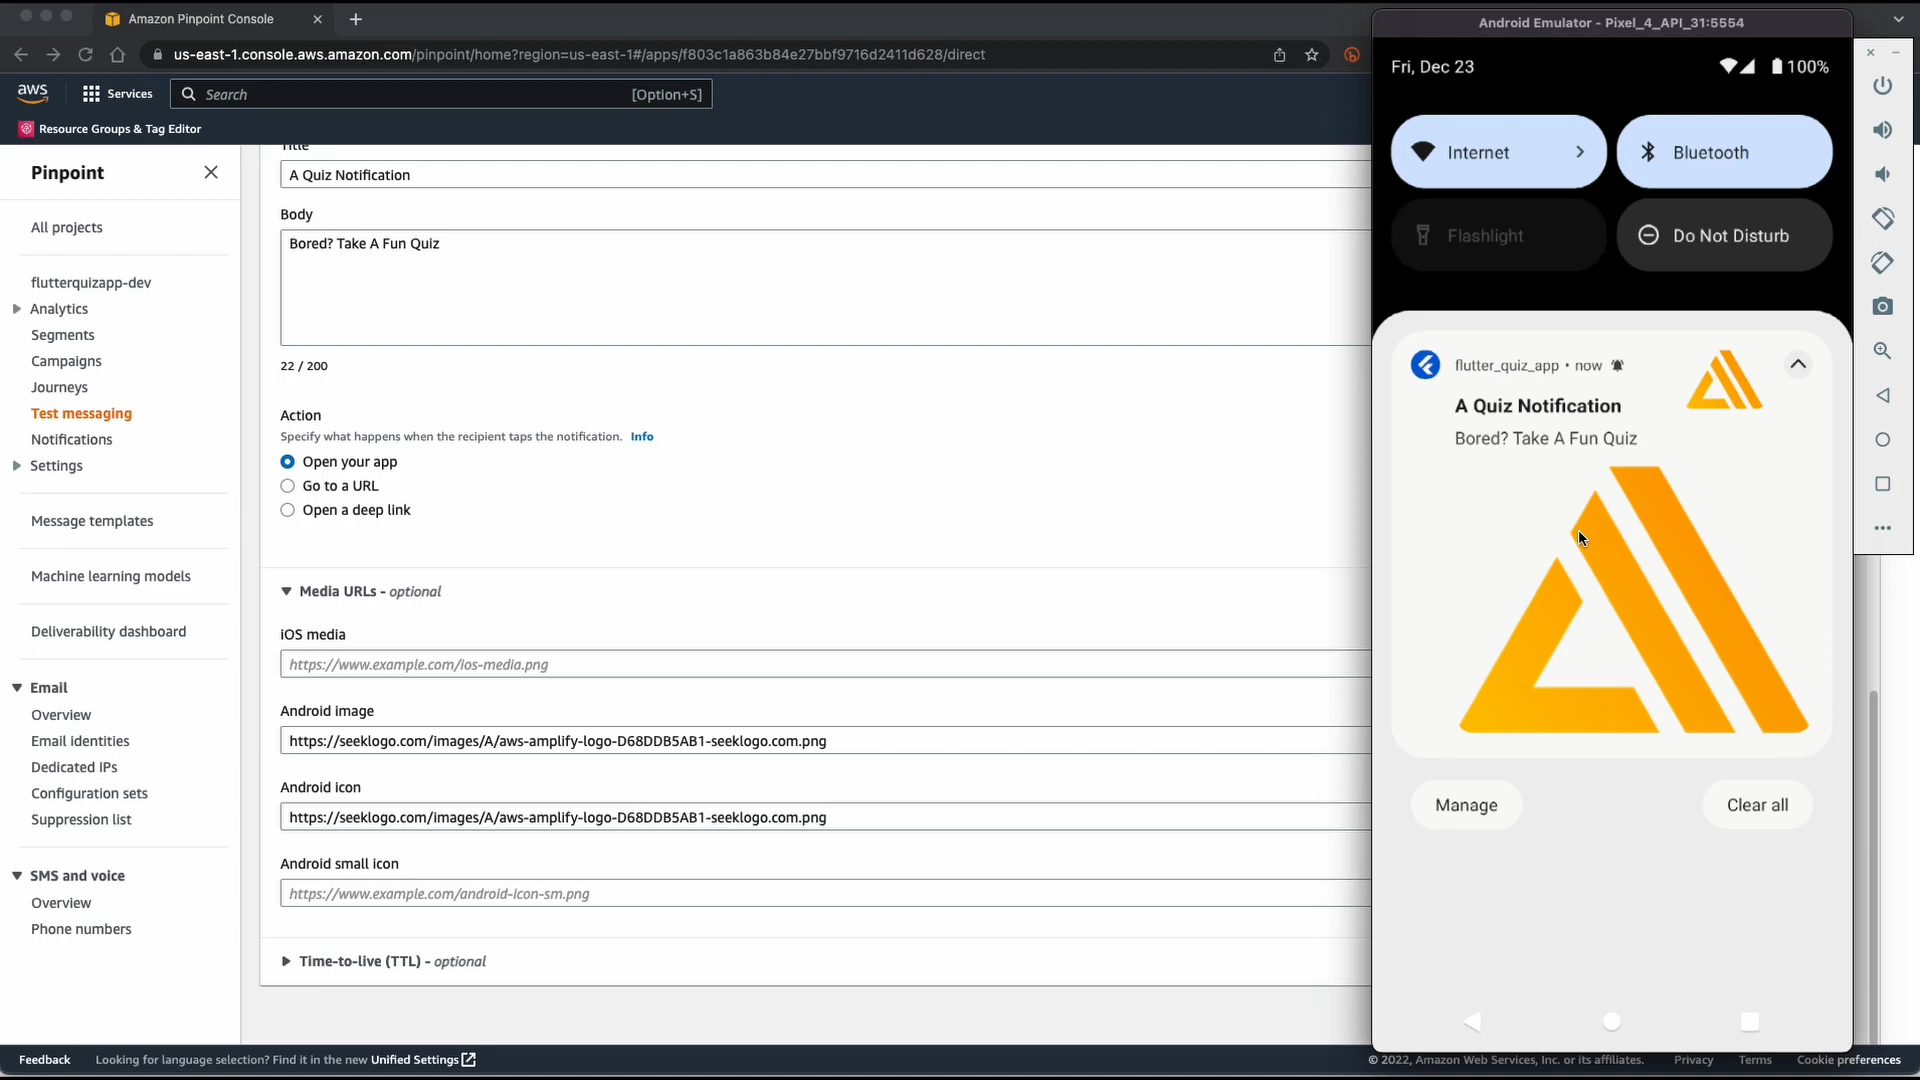 Amazon Pinpoint Console
us-east-1.console.aws.amazon.com/pinpoint/home?region=us-east-1#/apps/f803c1a863b84e27bbf9716d2411d628/direct
aws
Services
Search
[Option+S]
Resource Groups & Tag Editor
Pinpoint
All projects
flutterquizapp-dev
Analytics
Segments
Campaigns
Journeys
Test messaging
Notifications
Settings
Message templates
Machine learning models
Deliverability dashboard
Email
Overview
Email identities
Dedicated IPs
Configuration sets
Suppression list
SMS and voice
Overview
Phone numbers
Title
A Quiz Notification
Body
Bored? Take A Fun Quiz
22 / 200
Action
Specify what happens when the recipient taps the notification. Info
Open your app
Go to a URL
Open a deep link
Media URLs - optional
iOS media
https://www.example.com/ios-media.png
Android image
https://seeklogo.com/images/A/aws-amplify-logo-D68DDB5AB1-seeklogo.com.png
Android icon
https://seeklogo.com/images/A/aws-amplify-logo-D68DDB5AB1-seeklogo.com.png
Android small icon
https://www.example.com/android-icon-sm.png
Time-to-live (TTL) - optional
Android Emulator - Pixel_4_API_31:5554
Fri, Dec 23
100%
Internet
Bluetooth
Flashlight
Do Not Disturb
flutter_quiz_app • now
A Quiz Notification
Bored? Take A Fun Quiz
Manage
Clear all
Feedback
Looking for language selection? Find it in the new Unified Settings
© 2022, Amazon Web Services, Inc. or its affiliates.
Privacy
Terms
Cookie preferences